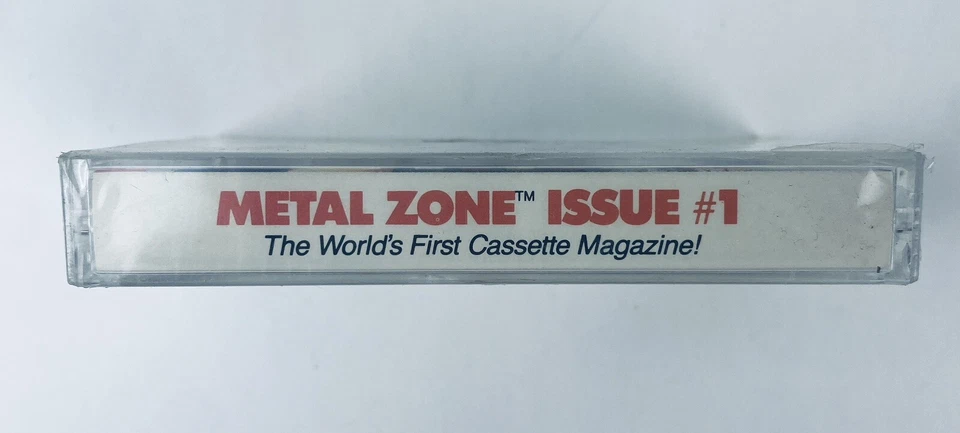 METAL ZONE™ ISSUE #1
The World's First Cassette Magazine!